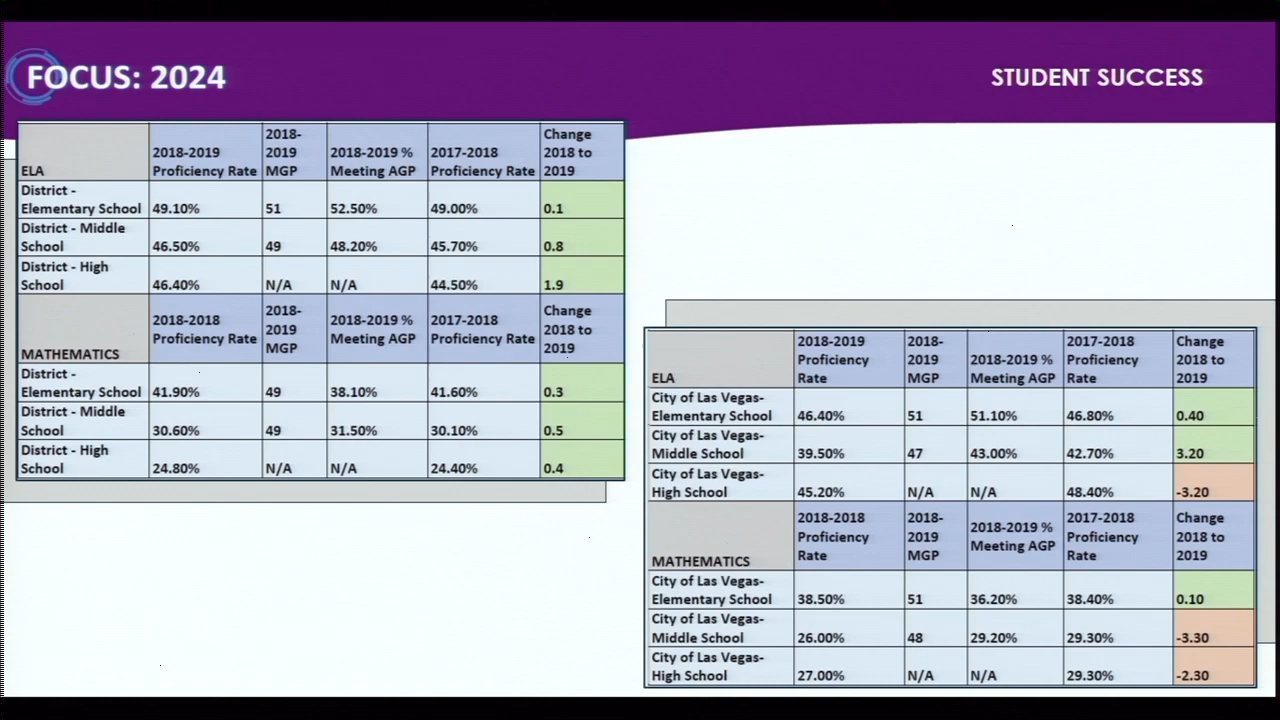 FOCUS: 2024
STUDENT SUCCESS
ELA 2018-2019 Proficiency Rate 2018-2019 MGP 2018-2019 % Meeting AGP 2017-2018 Proficiency Rate Change 2018 to 2019
District - Elementary School 49.10% 51 52.50% 49.00% 0.1
District - Middle School 46.50% 49 48.20% 45.70% 0.8
District - High School 46.40% N/A N/A 44.50% 1.9
MATHEMATICS 2018-2018 Proficiency Rate 2018-2019 MGP 2018-2019 % Meeting AGP 2017-2018 Proficiency Rate Change 2018 to 2019
District - Elementary School 41.90% 49 38.10% 41.60% 0.3
District - Middle School 30.60% 49 31.50% 30.10% 0.5
District - High School 24.80% N/A N/A 24.40% 0.4
ELA 2018-2019 Proficiency Rate 2018-2019 MGP 2018-2019 % Meeting AGP 2017-2018 Proficiency Rate Change 2018 to 2019
City of Las Vegas- Elementary School 46.40% 51 51.10% 46.80% 0.40
City of Las Vegas- Middle School 39.50% 47 43.00% 42.70% 3.20
City of Las Vegas- High School 45.20% N/A N/A 48.40% -3.20
MATHEMATICS 2018-2018 Proficiency Rate 2018-2019 MGP 2018-2019 % Meeting AGP 2017-2018 Proficiency Rate Change 2018 to 2019
City of Las Vegas- Elementary School 38.50% 51 36.20% 38.40% 0.10
City of Las Vegas- Middle School 26.00% 48 29.20% 29.30% -3.30
City of Las Vegas- High School 27.00% N/A N/A 29.30% -2.30